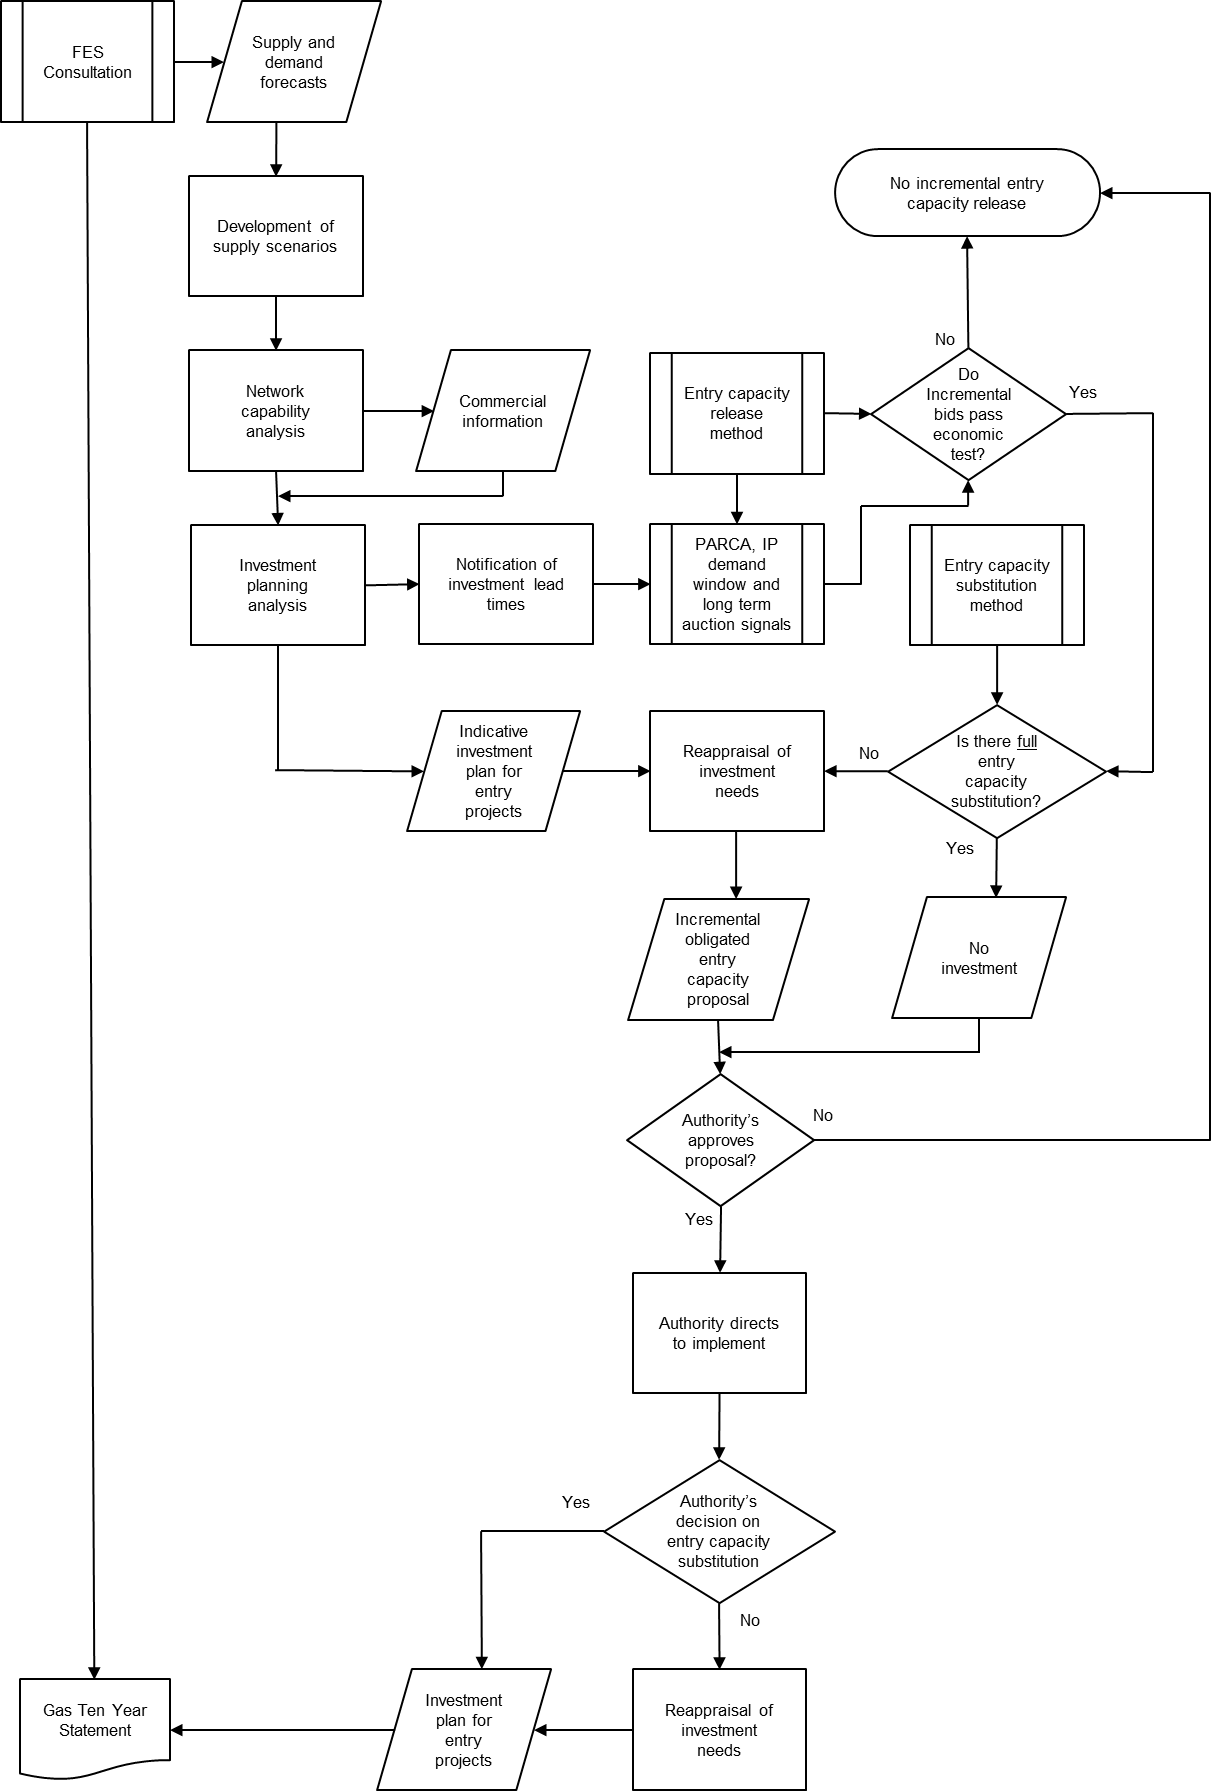 FES
Consultation
Supply and
demand
forecasts
Development of
supply scenarios
No incremental entry
capacity release
Network
capability
analysis
Commercial
information
Entry capacity
release
method
No
Do
Incremental
bids pass
economic
test?
Yes
Investment
planning
analysis
Notification of
investment lead
times
PARCA, IP
demand
window and
long term
auction signals
Entry capacity
substitution
method
Indicative
investment
plan for
entry
projects
Reappraisal of
investment
needs
No
Is there full
entry
capacity
substitution?
Yes
Incremental
obligated
entry
capacity
proposal
No
investment
Authority's
approves
proposal?
No
Yes
Authority directs
to implement
Yes
Authority's
decision on
entry capacity
substitution
No
Gas Ten Year
Statement
Investment
plan for
entry
projects
Reappraisal of
investment
needs